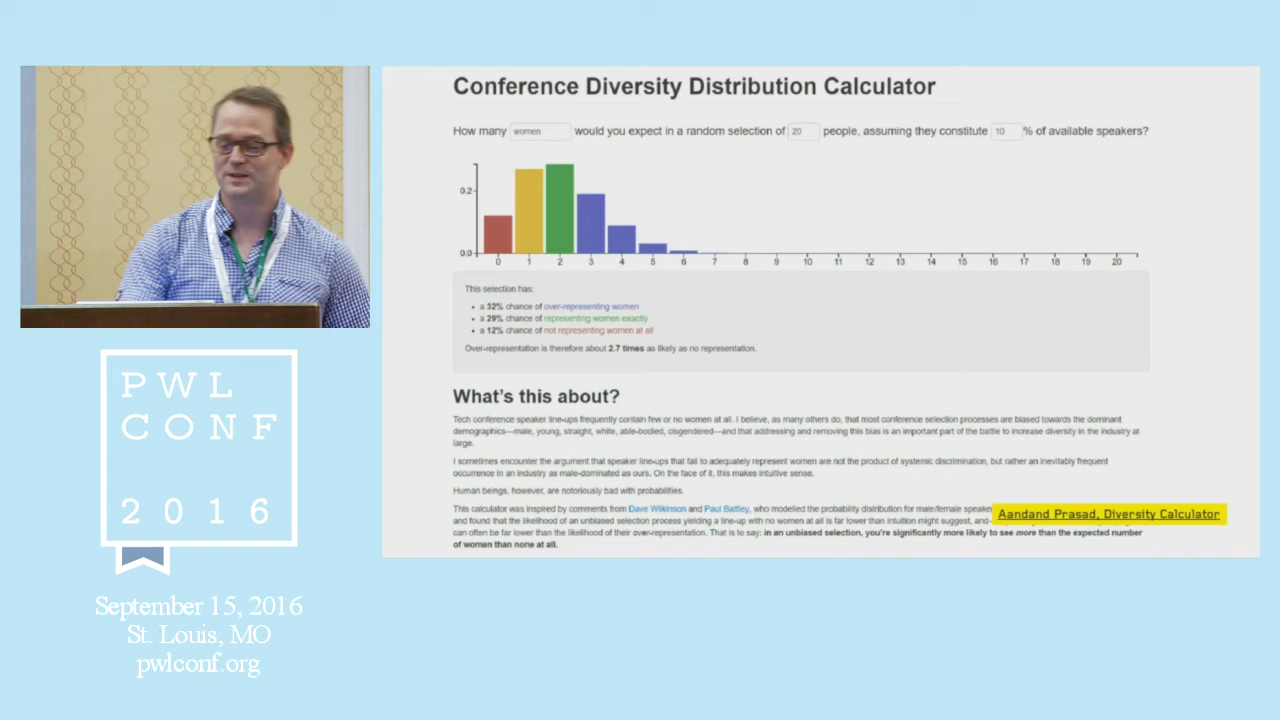 Conference Diversity Distribution Calculator
How many women would you expect in a random selection of 20 people, assuming they constitute 10 % of available speakers?
0.2
0.0
0 1 2 3 4 5 6 7 8 9 10 11 12 13 14 15 16 17 18 19 20
This selection has:
• a 32% chance of over-representing women
• a 29% chance of representing women exactly
• a 12% chance of not representing women at all
Over-representation is therefore about 2.7 times as likely as no representation.
What's this about?
Tech conference speaker line-ups frequently contain few or no women at all. I believe, as many others do, that most conference selection processes are biased towards the dominant
demographics—male, young, straight, white, able-bodied, cisgendered—and that addressing and removing this bias is an important part of the battle to increase diversity in the industry at
large.
I sometimes encounter the argument that speaker line-ups that fail to adequately represent women are not the product of systemic discrimination, but rather an inevitably frequent
occurrence in an industry as male-dominated as ours. On the face of it, this makes intuitive sense.
Human beings, however, are notoriously bad with probabilities.
This calculator was inspired by comments from Dave Wilkinson and Paul Battley, who modelled the probability distribution for male/female speake
and found that the likelihood of an unbiased selection process yielding a line-up with no women at all is far lower than intuition might suggest, and—
can often be far lower than the likelihood of their over-representation. That is to say: in an unbiased selection, you're significantly more likely to see more than the expected number
of women than none at all.
Aandand Prasad, Diversity Calculator
PWL
CONF
2016
September 15, 2016
St. Louis, MO
pwlconf.org